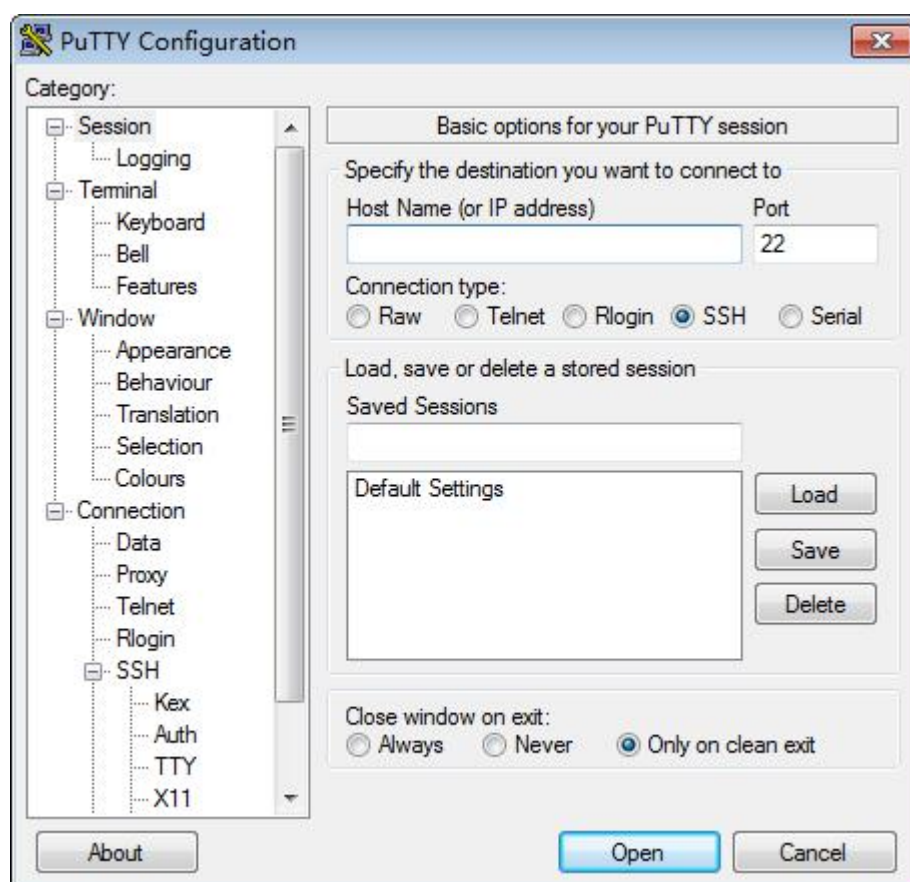 PuTTY Configuration
Category:
Session
Logging
Terminal
Keyboard
Bell
Features
Window
Appearance
Behaviour
Translation
Selection
Colours
Connection
Data
Proxy
Telnet
Rlogin
SSH
Kex
Auth
TTY
X11
Basic options for your PuTTY session
Specify the destination you want to connect to
Host Name (or IP address) Port
22
Connection type:
Raw Telnet Rlogin SSH Serial
Load, save or delete a stored session
Saved Sessions
Default Settings
Load
Save
Delete
Close window on exit:
Always Never Only on clean exit
About Open Cancel